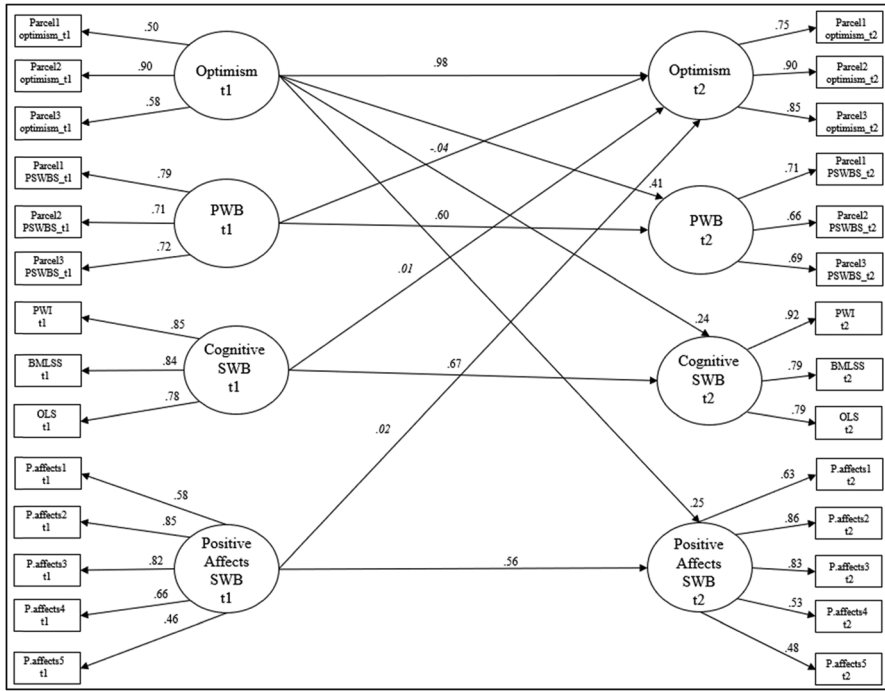 Parcel1
optimism_t1
.50
Parcel2
optimism_t1
.90
Parcel3
optimism_t1
.58
Optimism
t1
.98
Optimism
t2
.75
Parcel1
optimism_t2
.90
Parcel2
optimism_t2
.85
Parcel3
optimism_t2
Parcel1
PSWBS_t1
.79
Parcel2
PSWBS_t1
.71
Parcel3
PSWBS_t1
.72
PWB
t1
-.04
.41
.60
PWB
t2
.71
Parcel1
PSWBS_t2
.66
Parcel2
PSWBS_t2
.69
Parcel3
PSWBS_t2
PWI
t1
.85
BMLSS
t1
.84
OLS
t1
.78
Cognitive
SWB
t1
.01
.24
.67
Cognitive
SWB
t2
.92
PWI
t2
.79
BMLSS
t2
.79
OLS
t2
P.affects1
t1
.58
P.affects2
t1
.85
P.affects3
t1
.82
P.affects4
t1
.66
P.affects5
t1
.46
Positive
Affects
SWB
t1
.02
.25
.56
Positive
Affects
SWB
t2
.63
P.affects1
t2
.86
P.affects2
t2
.83
P.affects3
t2
.53
P.affects4
t2
.48
P.affects5
t2